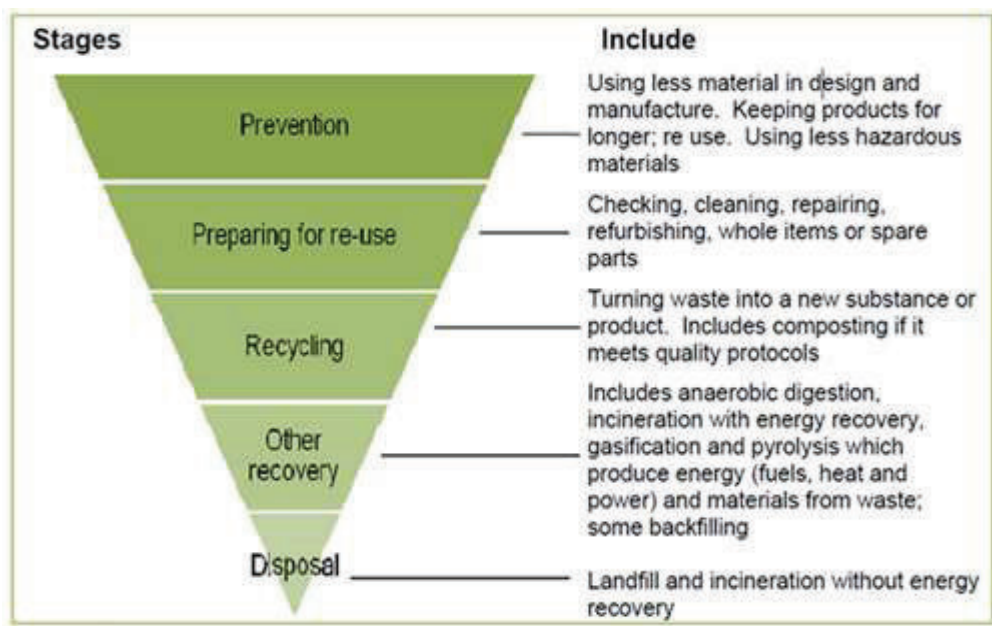 Stages
Include
Prevention
Using less material in design and
manufacture. Keeping products for
longer; re use. Using less hazardous
materials
Preparing for re-use
Checking, cleaning, repairing,
refurbishing, whole items or spare
parts
Recycling
Turning waste into a new substance or
product. Includes composting if it
meets quality protocols
Other
recovery
Includes anaerobic digestion,
incineration with energy recovery,
gasification and pyrolysis which
produce energy (fuels, heat and
power) and materials from waste;
some backfilling
Disposal
Landfill and incineration without energy
recovery